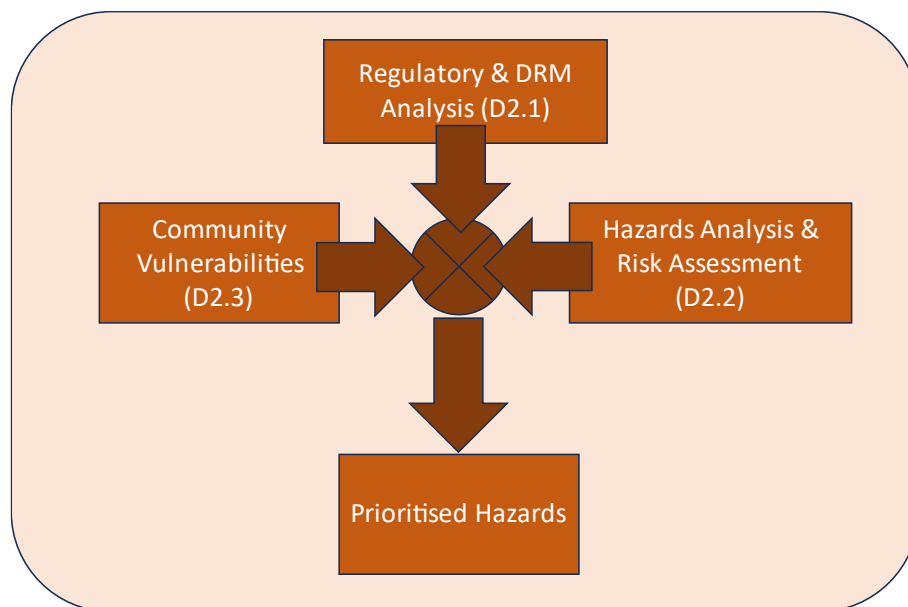 Regulatory & DRM
Analysis (D2.1)
Community
Vulnerabilities
(D2.3)
Hazards Analysis &
Risk Assessment
(D2.2)
Prioritised Hazards